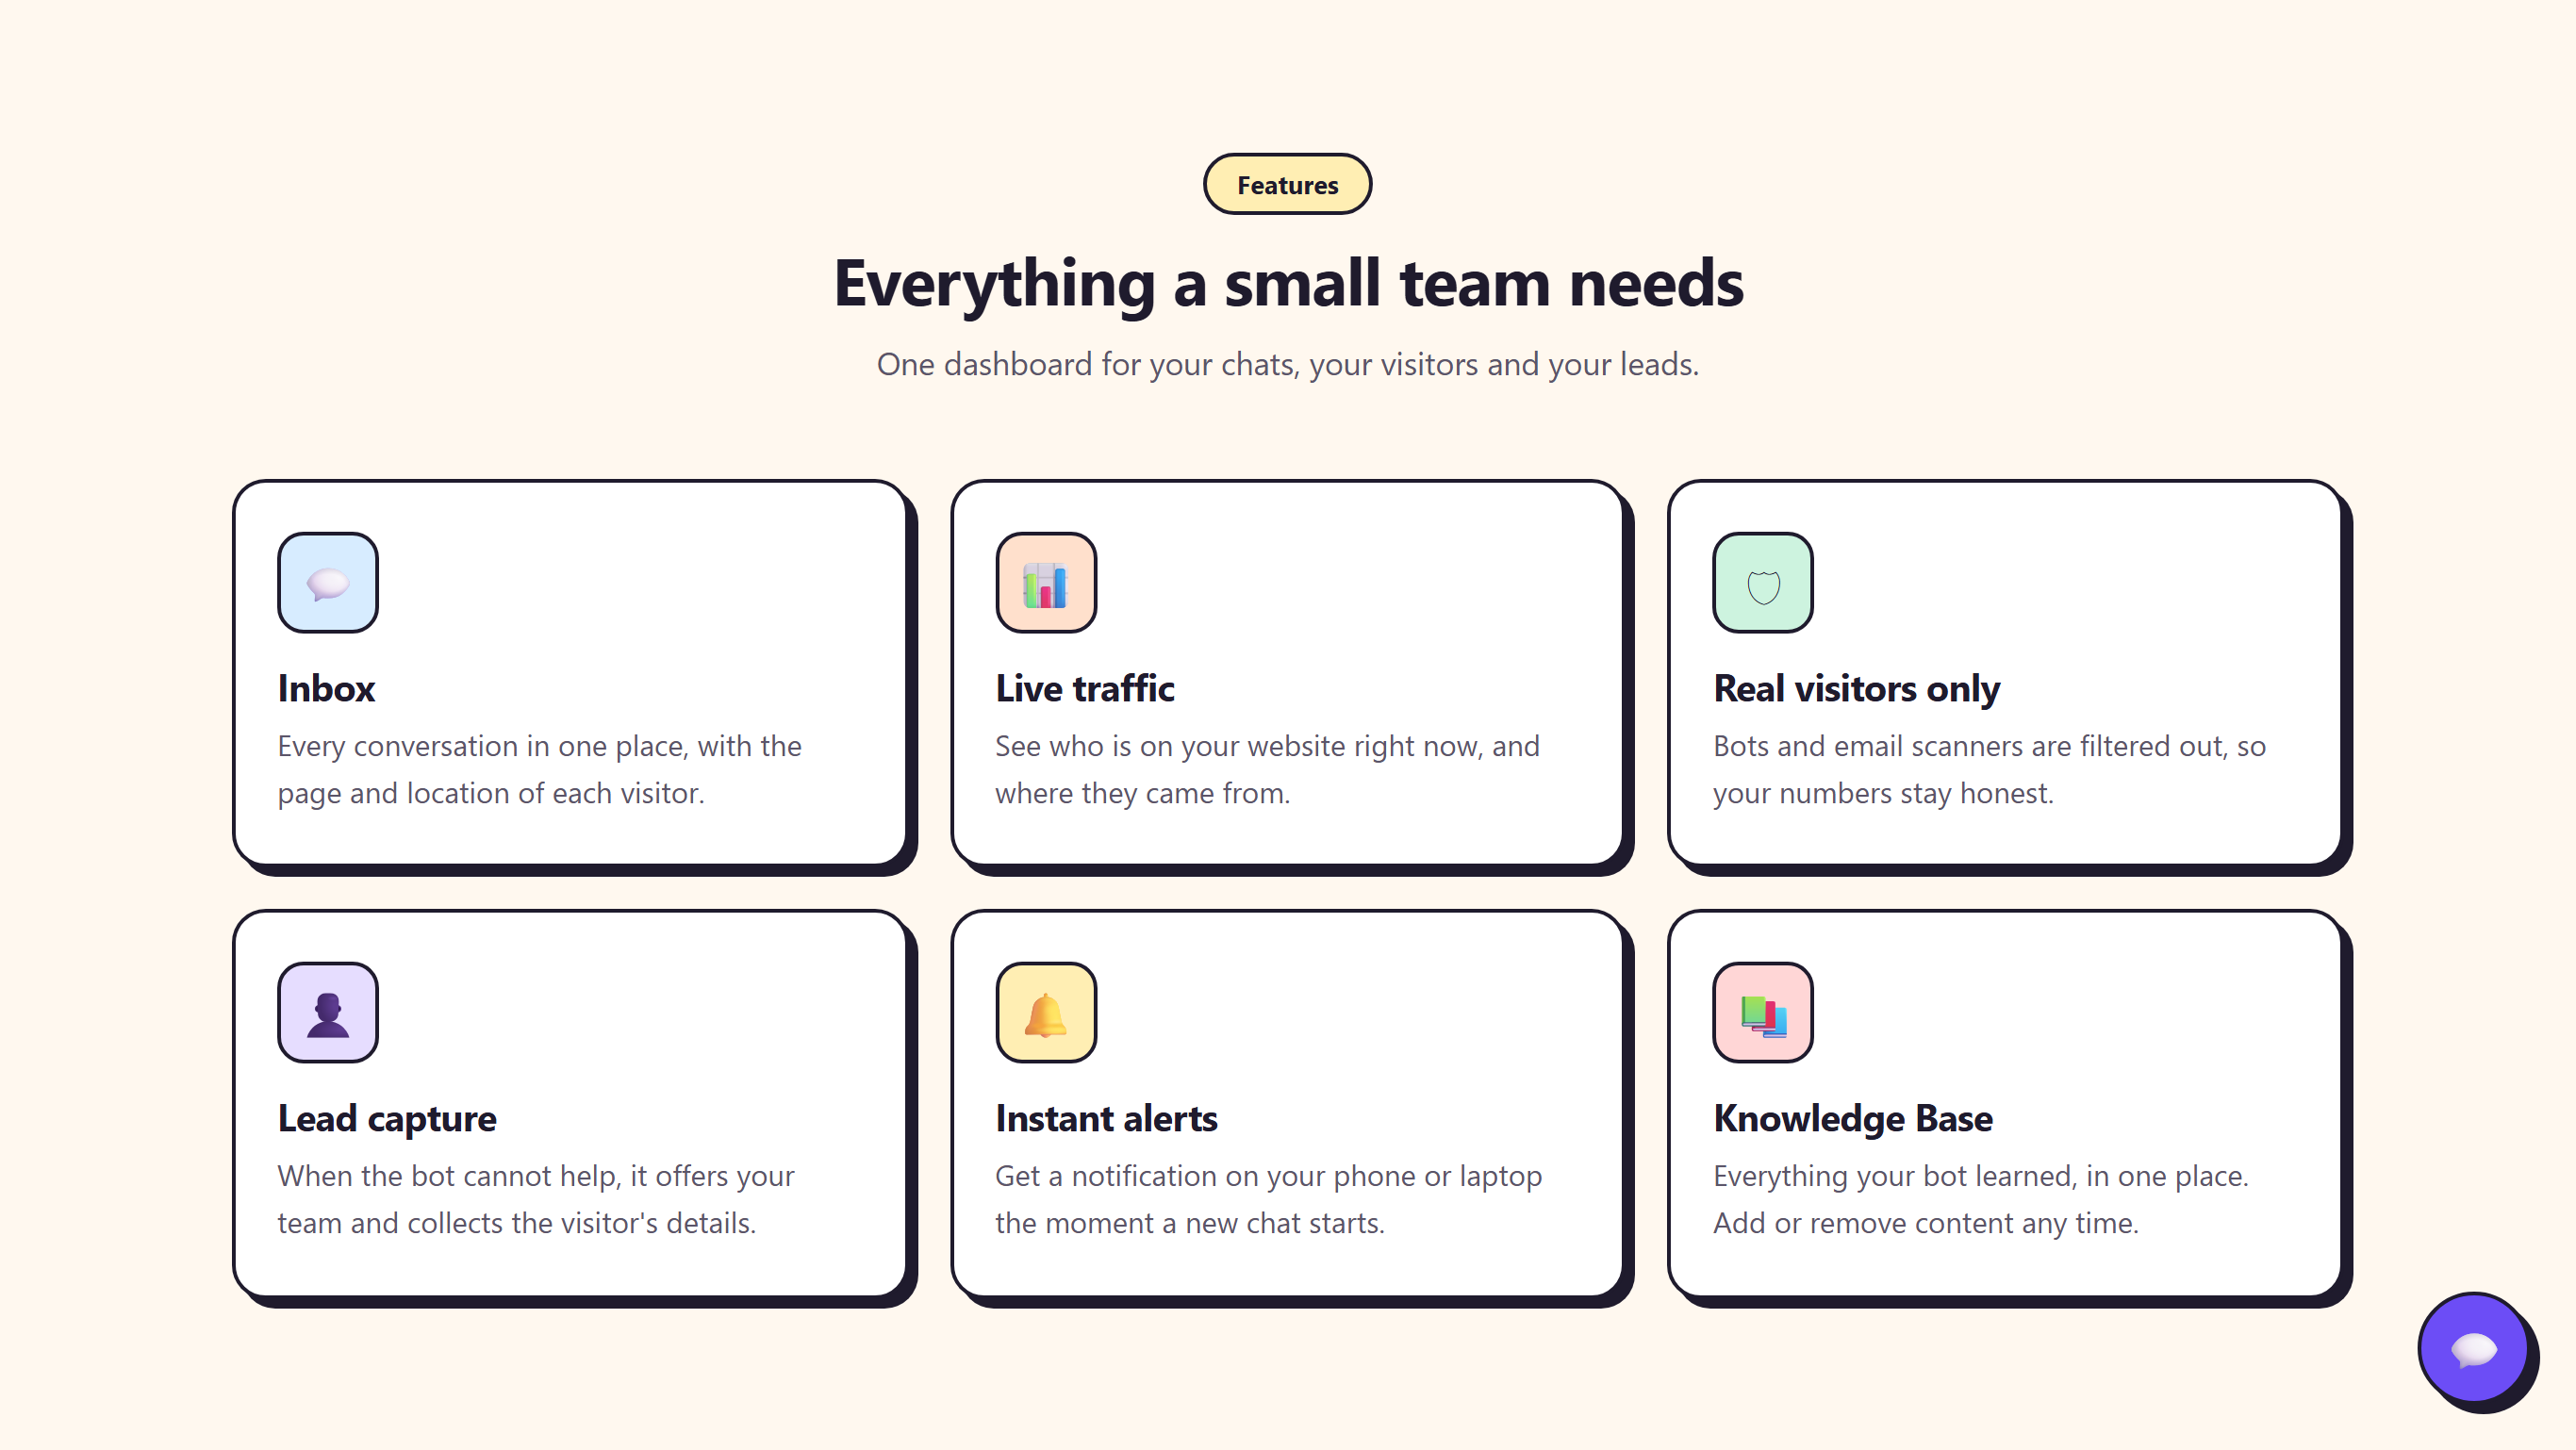 Features
Everything a small team needs
One dashboard for your chats, your visitors and your leads.
Inbox
Every conversation in one place, with the
page and location of each visitor.
Live traffic
See who is on your website right now, and
where they came from.
Real visitors only
Bots and email scanners are filtered out, so
your numbers stay honest.
Lead capture
When the bot cannot help, it offers your
team and collects the visitor's details.
Instant alerts
Get a notification on your phone or laptop
the moment a new chat starts.
Knowledge Base
Everything your bot learned, in one place.
Add or remove content any time.